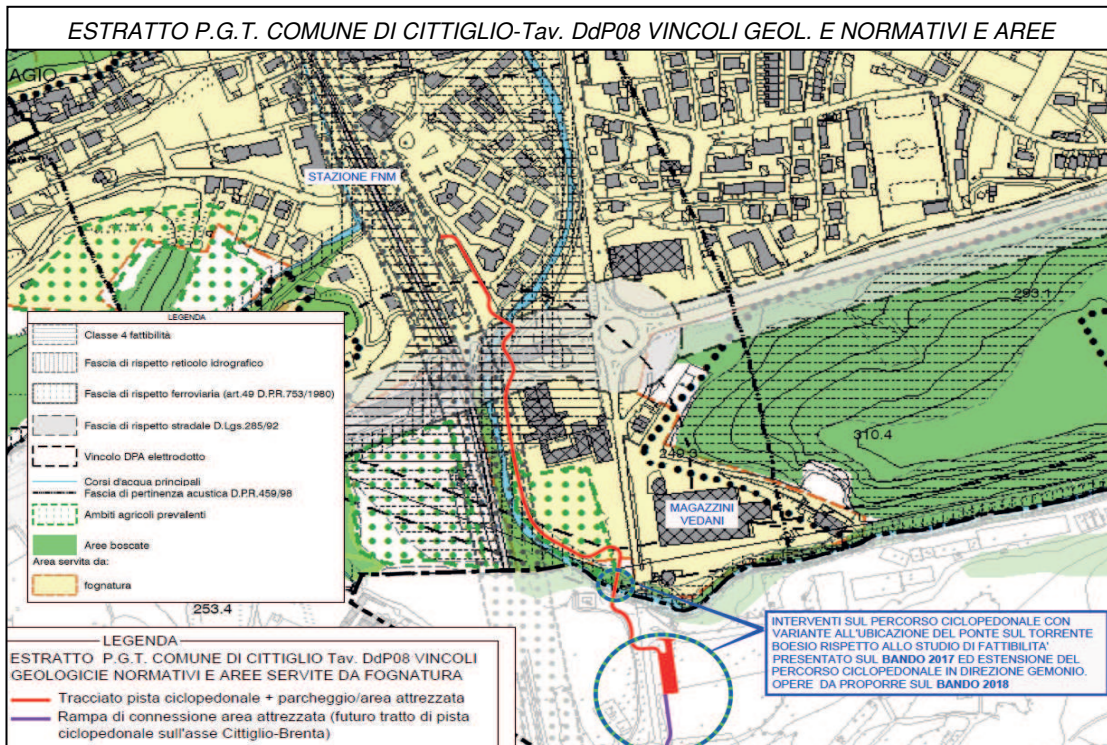 ESTRATTO P.G.T. COMUNE DI CITTIGLIO-Tav. DdP08 VINCOLI GEOL. E NORMATIVI E AREE
AGIO
STAZIONE FNM
293.1
310.4
249.3
MAGAZZINI
VEDANI
LEGENDA
Classe 4 fattibilità
Fascia di rispetto reticolo idrografico
Fascia di rispetto ferroviaria (art.49 D.P.R.753/1980)
Fascia di rispetto stradale D.Lgs.285/92
Vincolo DPA elettrodotto
Corsi d'acqua principali
Fascia di pertinenza acustica D.P.R.459/98
Ambiti agricoli prevalenti
Aree boscate
Area servita da:
fognatura
253.4
INTERVENTI SUL PERCORSO CICLOPEDONALE CON
VARIANTE ALL'UBICAZIONE DEL PONTE SUL TORRENTE
BOESIO RISPETTO ALLO STUDIO DI FATTIBILITA'
PRESENTATO SUL BANDO 2017 ED ESTENSIONE DEL
PERCORSO CICLOPEDONALE IN DIREZIONE GEMONIO.
OPERE DA PROPORRE SUL BANDO 2018
LEGENDA
ESTRATTO P.G.T. COMUNE DI CITTIGLIO Tav. DdP08 VINCOLI
GEOLOGICIE NORMATIVI E AREE SERVITE DA FOGNATURA
Tracciato pista ciclopedonale + parcheggio/area attrezzata
Rampa di connessione area attrezzata (futuro tratto di pista
ciclopedonale sull'asse Cittiglio-Brenta)